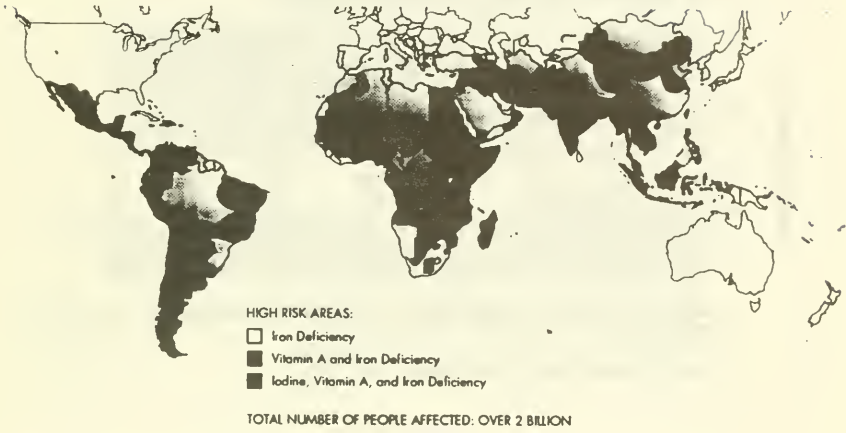 HIGH RISK AREAS:
Iron Deficiency
Vitamin A and Iron Deficiency
Iodine, Vitamin A, and Iron Deficiency
TOTAL NUMBER OF PEOPLE AFFECTED: OVER 2 BILLION